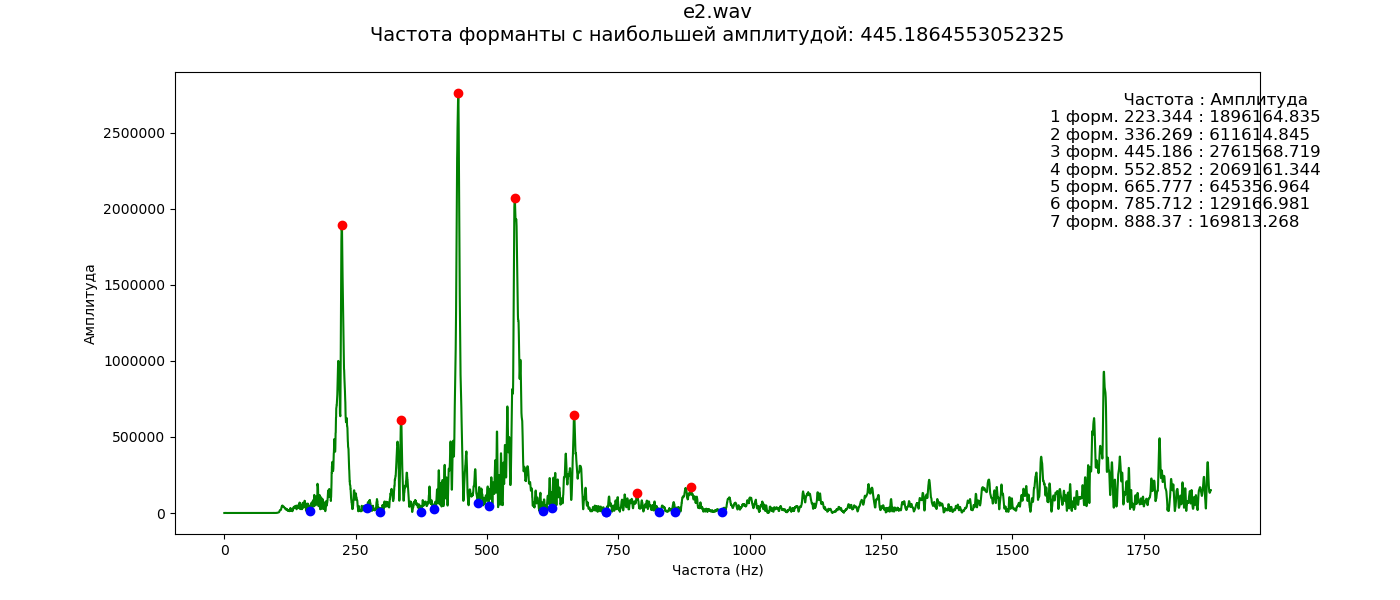 e2.wav
Частота форманты с наибольшей амплитудой: 445.1864553052325
Частота : Амплитуда
1 форм. 223.344 : 1896164.835
2 форм. 336.269 : 611614.845
3 форм. 445.186 : 2761568.719
4 форм. 552.852 : 2069161.344
5 форм. 665.777 : 645356.964
6 форм. 785.712 : 129166.981
7 форм. 888.37 : 169813.268
Амплитуда
2500000
2000000
1500000
1000000
500000
0
0 250 500 750 1000 1250 1500 1750
Частота (Hz)